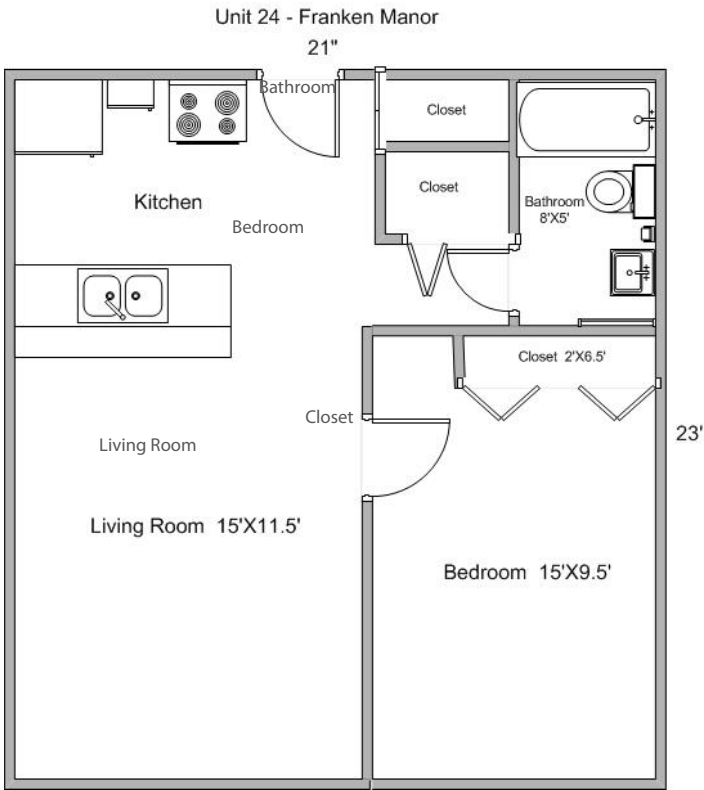 Unit 24 - Franken Manor
21"
Bathroom
Closet
Closet
Kitchen
Bathroom
8'X5'
Bedroom
Closet 2'X6.5'
Closet
23'
Living Room
Living Room 15'X11.5'
Bedroom 15'X9.5'